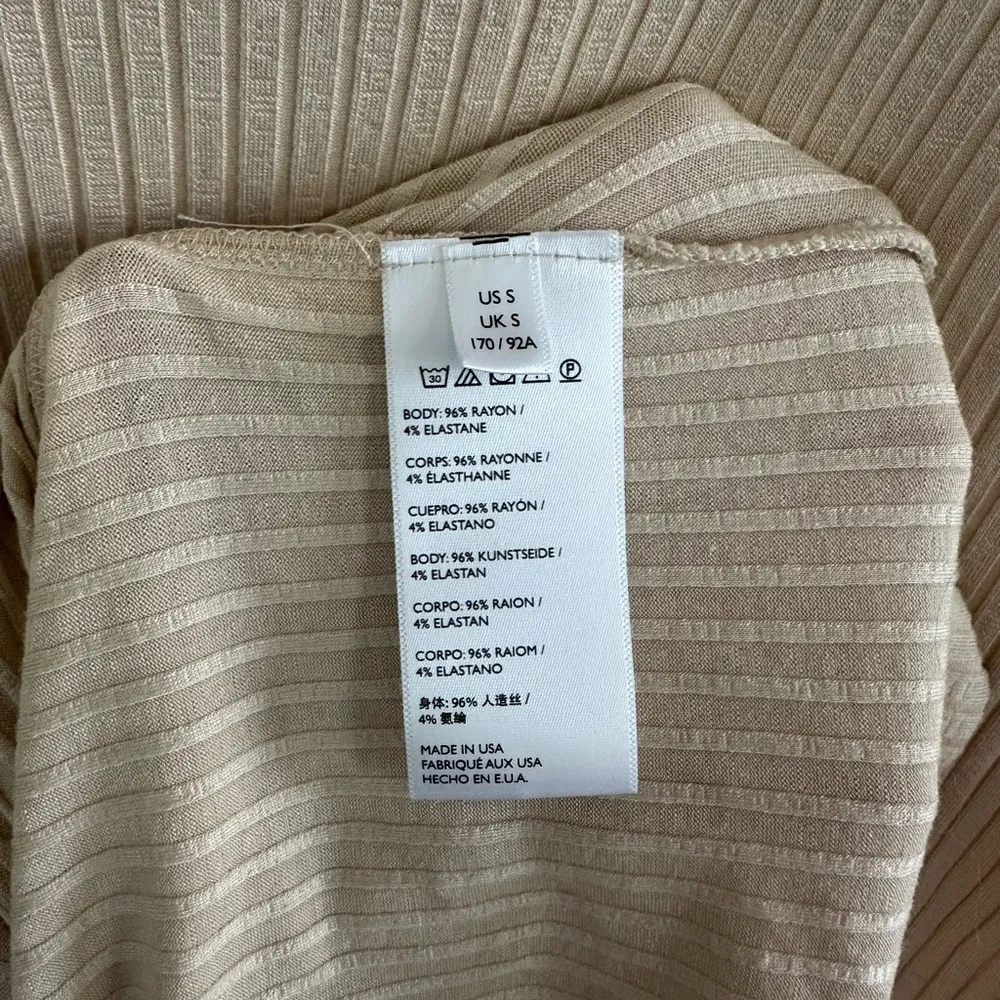 US S
UK S
170 / 92A
30 P
BODY: 96% RAYON /
4% ELASTANE
CORPS: 96% RAYONNE /
4% ÉLASTHANNE
CUEPRO: 96% RAYÓN /
4% ELASTANO
BODY: 96% KUNSTSEIDE /
4% ELASTAN
CORPO: 96% RAION /
4% ELASTAN
CORPO: 96% RAIOM /
4% ELASTANO
身体: 96% 人造丝 /
4% 氨纶
MADE IN USA
FABRIQUÉ AUX USA
HECHO EN E.U.A.